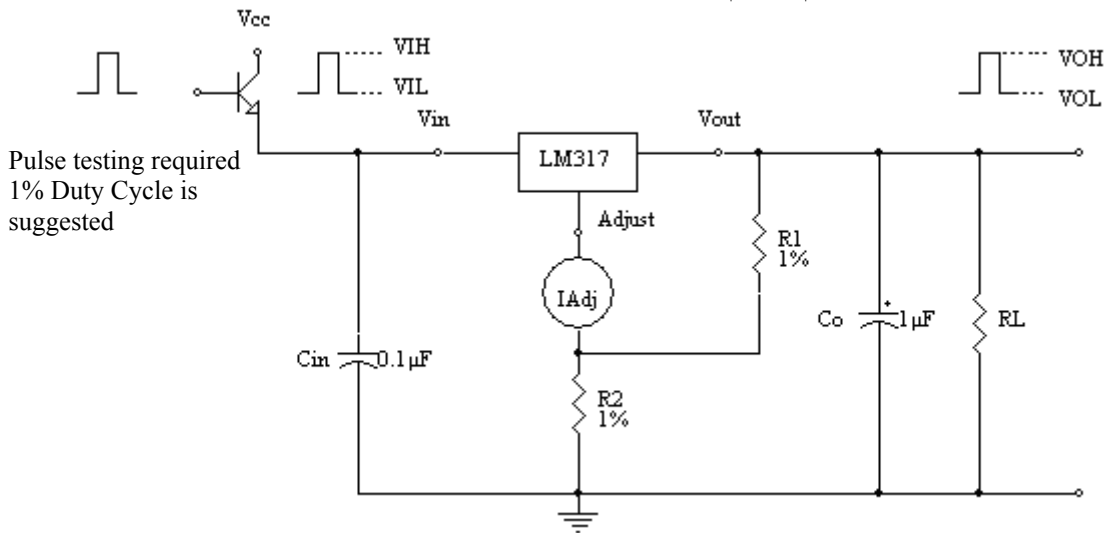 Vcc
VIH
VIL
VOH
VOL
Vin
Vout
Pulse testing required
1% Duty Cycle is
suggested
LM317
Adjust
R1
1%
IAdj
Cin
0.1µF
Co
1µF
RL
R2
1%